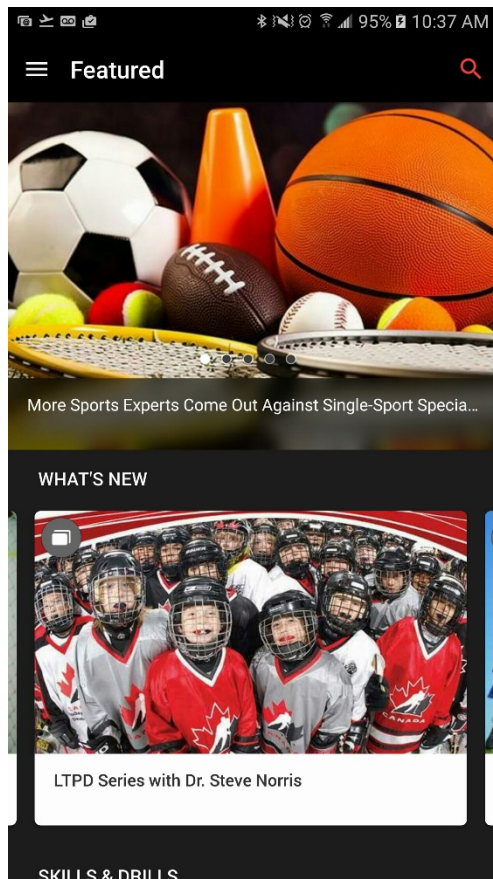 95% 10:37 AM
Featured
More Sports Experts Come Out Against Single-Sport Specia...
WHAT'S NEW
CANADA
LTPD Series with Dr. Steve Norris
SKILLS & DRILLS